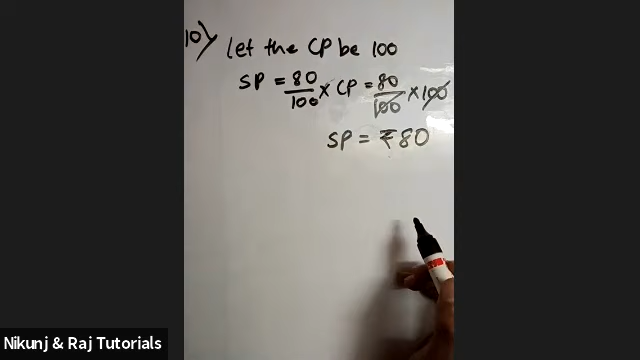 10) Let the CP be 100
SP = 80/100 × CP = 80/100 × 100
SP = ₹80
Nikunj & Raj Tutorials